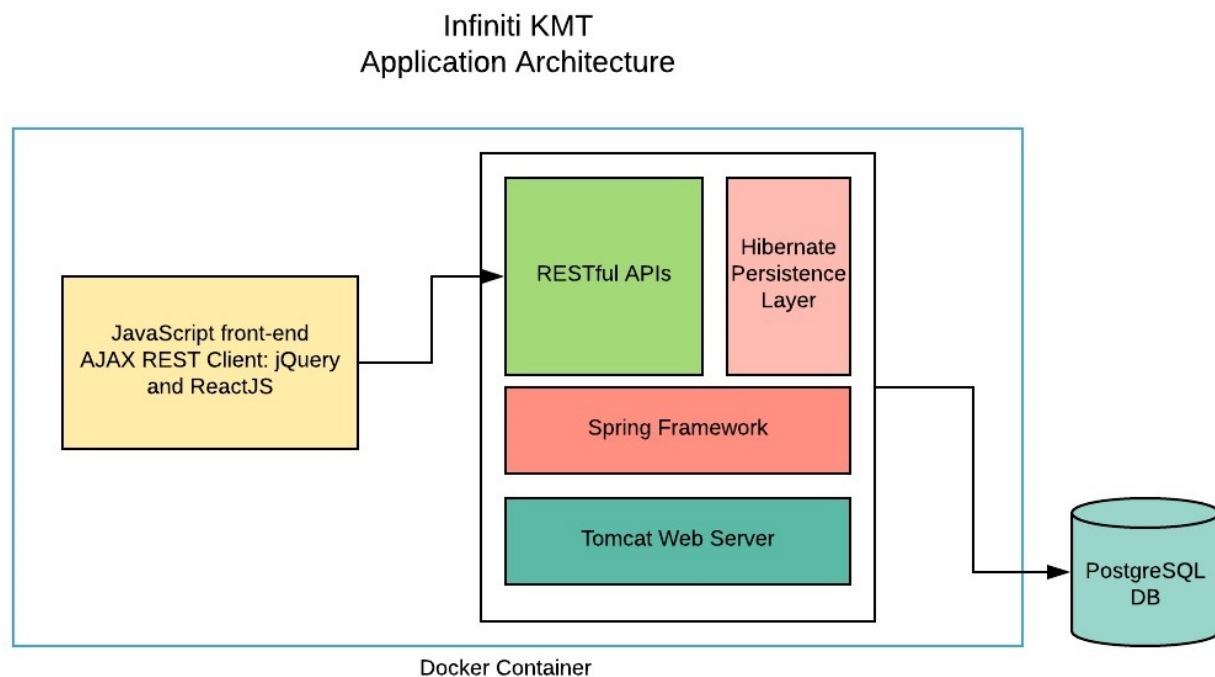 Infiniti KMT
Application Architecture
JavaScript front-end
AJAX REST Client: jQuery
and ReactJS
RESTful APIs
Hibernate
Persistence
Layer
Spring Framework
Tomcat Web Server
PostgreSQL
DB
Docker Container